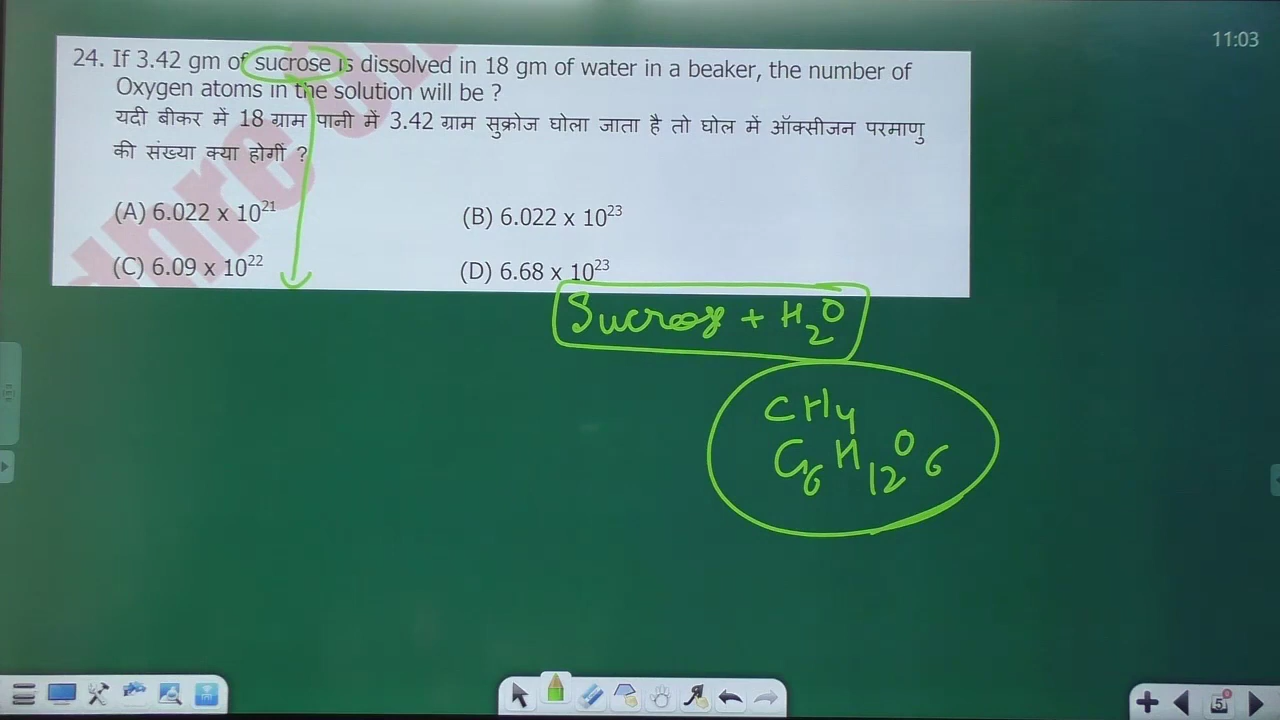 11:03
24. If 3.42 gm of sucrose is dissolved in 18 gm of water in a beaker, the number of
Oxygen atoms in the solution will be ?
यदी बीकर में 18 ग्राम पानी में 3.42 ग्राम सुक्रोज घोला जाता है तो घोल में ऑक्सीजन परमाणु
की संख्या क्या होगीं ?
(A) 6.022 x 10²¹ (B) 6.022 x 10²³
(C) 6.09 x 10²² (D) 6.68 x 10²³
+ H₂O
CH₄
C₆H₁₂O₆